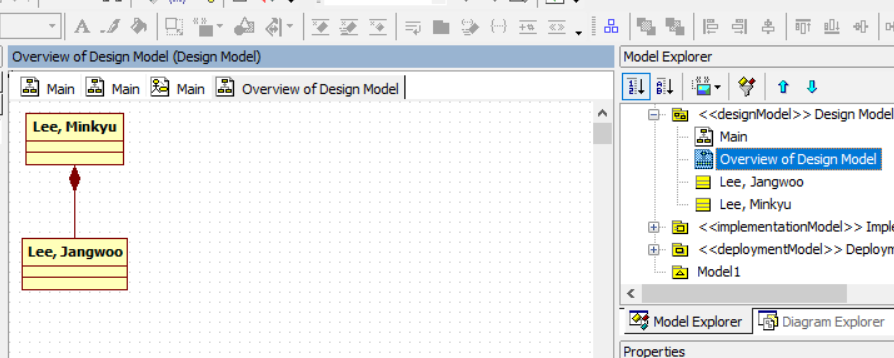 Overview of Design Model (Design Model)
Main
Main
Main
Overview of Design Model
Lee, Minkyu
Lee, Jangwoo
Model Explorer
<<designModel>> Design Model
Main
Overview of Design Model
Lee, Jangwoo
Lee, Minkyu
<<implementationModel>> Imple
<<deploymentModel>> Deploym
Model1
Model Explorer
Diagram Explorer
Properties